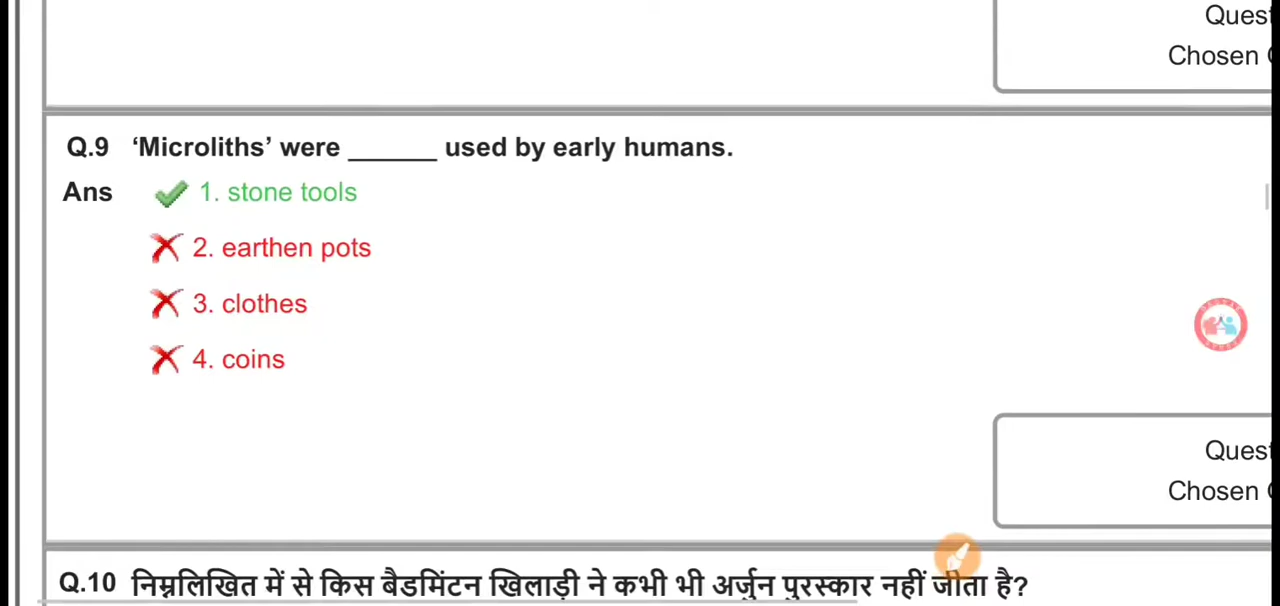 Ques
Chosen
Q.9 ‘Microliths’ were ______ used by early humans.
Ans 1. stone tools
2. earthen pots
3. clothes
4. coins
Ques
Chosen
Q.10 निम्नलिखित में से किस बैडमिंटन खिलाड़ी ने कभी भी अर्जुन पुरस्कार नहीं जीता है?